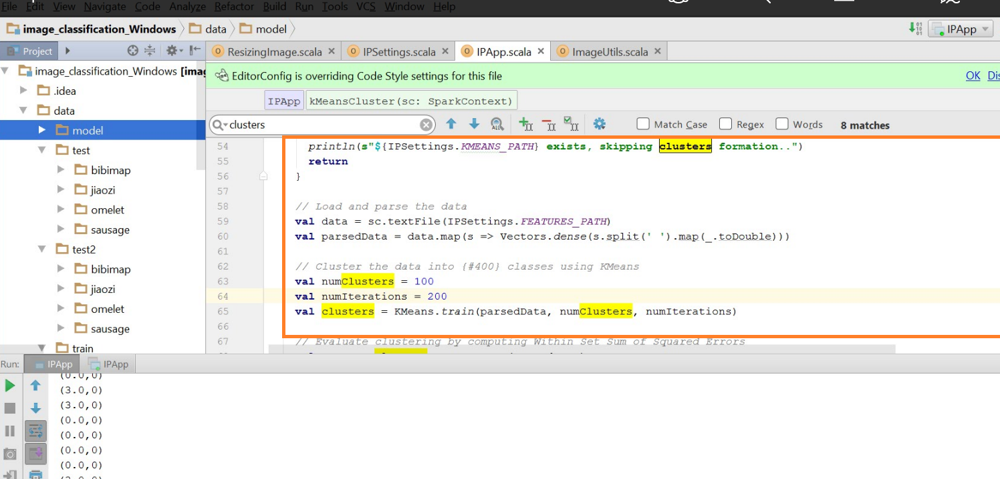 File Edit View Navigate Code Analyze Refactor Build Run Tools VCS Window Help
image_classification_Windows data model IPApp
Project ResizingImage.scala IPSettings.scala IPApp.scala ImageUtils.scala
image_classification_Windows [imag
.idea
data
model
test
bibimap
jiaozi
omelet
sausage
test2
bibimap
jiaozi
omelet
sausage
train
EditorConfig is overriding Code Style settings for this file OK Dis
IPApp kMeansCluster(sc: SparkContext)
clusters Match Case Regex Words 8 matches
54 println(s"${IPSettings.KMEANS_PATH} exists, skipping clusters formation..")
55 return
56 }
57
58 // Load and parse the data
59 val data = sc.textFile(IPSettings.FEATURES_PATH)
60 val parsedData = data.map(s => Vectors.dense(s.split(' ').map(_.toDouble)))
61
62 // Cluster the data into {#400} classes using KMeans
63 val numClusters = 100
64 val numIterations = 200
65 val clusters = KMeans.train(parsedData, numClusters, numIterations)
66
67 // Evaluate clustering by computing Within Set Sum of Squared Errors
Run: IPApp IPApp
(0.0,0)
(3.0,0)
(3.0,0)
(0.0,0)
(0.0,0)
(0.0,0)
(0.0,0)